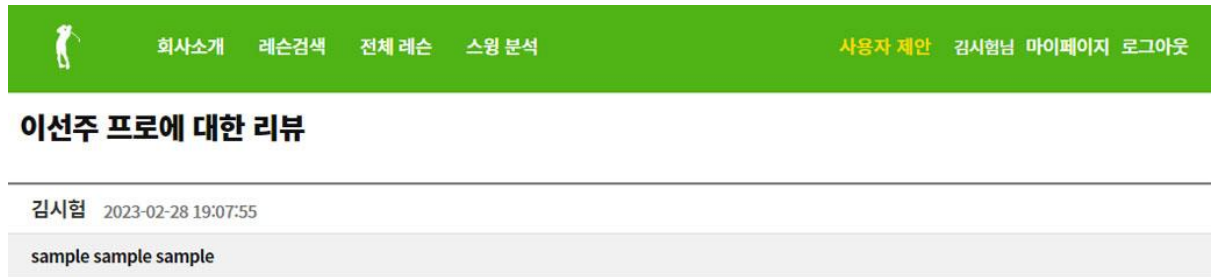 회사소개 레슨검색 전체 레슨 스윙 분석 사용자 제안 김시험님 마이페이지 로그아웃
이선주 프로에 대한 리뷰
김시험 2023-02-28 19:07:55
sample sample sample